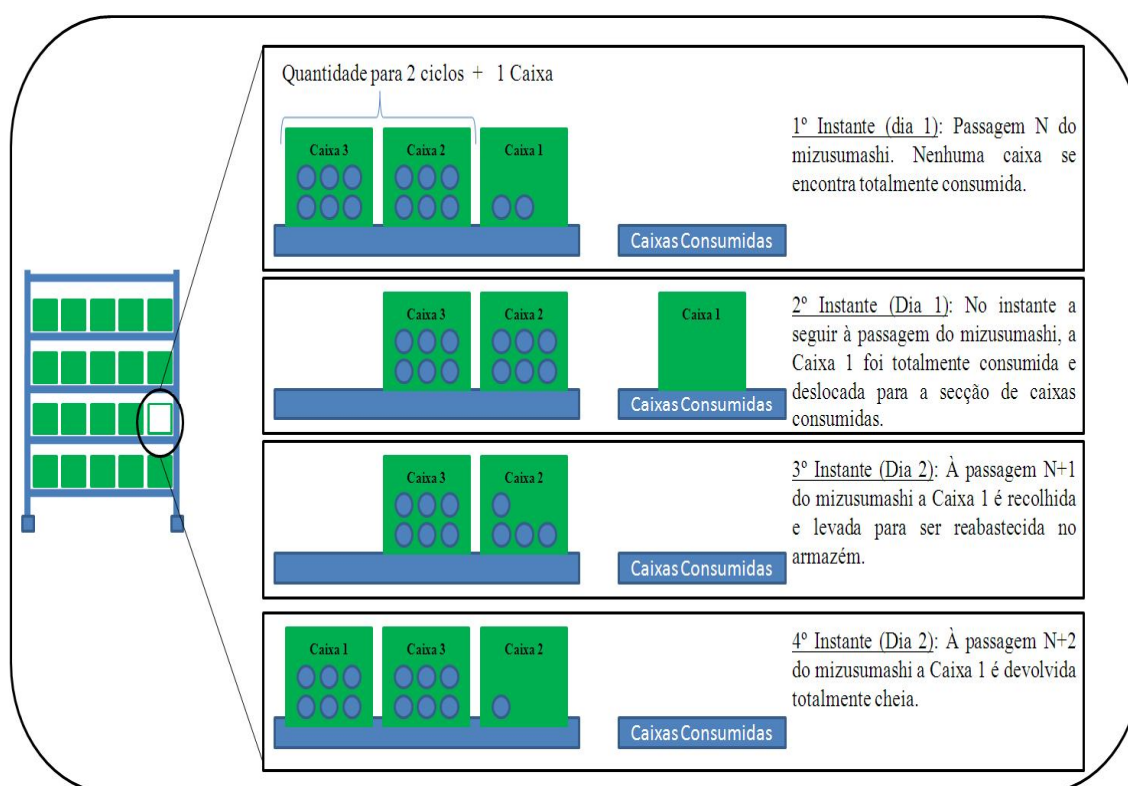 Quantidade para 2 ciclos + 1 Caixa
Caixa 3
Caixa 2
Caixa 1
Caixas Consumidas
1º Instante (dia 1): Passagem N do
mizusumashi. Nenhuma caixa se
encontra totalmente consumida.
Caixa 3
Caixa 2
Caixa 1
Caixas Consumidas
2º Instante (Dia 1): No instante a
seguir à passagem do mizusumashi, a
Caixa 1 foi totalmente consumida e
deslocada para a secção de caixas
consumidas.
Caixa 3
Caixa 2
Caixas Consumidas
3º Instante (Dia 2): À passagem N+1
do mizusumashi a Caixa 1 é recolhida
e levada para ser reabastecida no
armazém.
Caixa 1
Caixa 3
Caixa 2
Caixas Consumidas
4º Instante (Dia 2): À passagem N+2
do mizusumashi a Caixa 1 é devolvida
totalmente cheia.